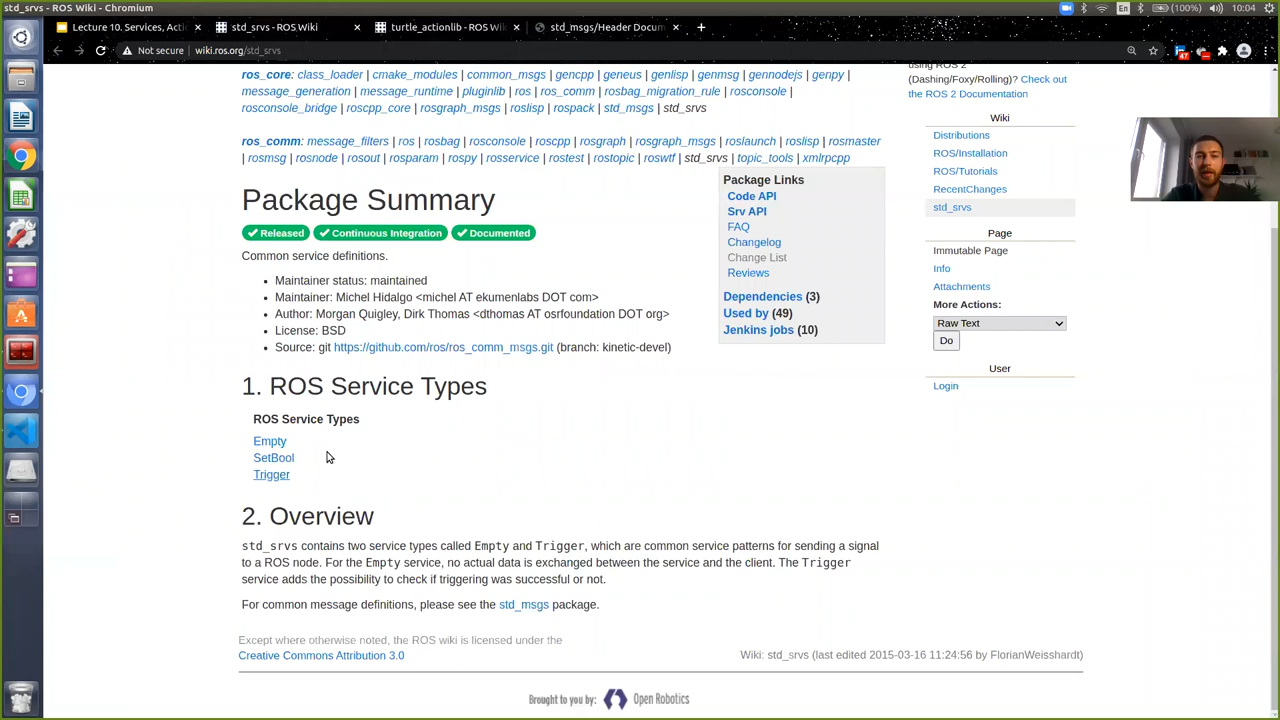 std_srvs - ROS Wiki - Chromium
En
(100%)
10:04
Lecture 10. Services, Acti
std_srvs - ROS Wiki
turtle_actionlib - ROS W
std_msgs/Header Docum
Not secure
wiki.ros.org/std_srvs
ros_core: class_loader | cmake_modules | common_msgs | gencpp | geneus | genlisp | genmsg | gennodejs | genpy |
message_generation | message_runtime | pluginlib | ros | ros_comm | rosbag_migration_rule | rosconsole |
rosconsole_bridge | roscpp_core | rosgraph_msgs | roslisp | rospack | std_msgs | std_srvs
ros_comm: message_filters | ros | rosbag | rosconsole | roscpp | rosgraph | rosgraph_msgs | roslaunch | roslisp | rosmaster
| rosmsg | rosnode | rosout | rosparam | rospy | rosservice | rostest | rostopic | roswtf | std_srvs | topic_tools | xmlrpcpp
Package Summary
Released
Continuous Integration
Documented
Common service definitions.
Maintainer status: maintained
Maintainer: Michel Hidalgo <michel AT ekumenlabs DOT com>
Author: Morgan Quigley, Dirk Thomas <dthomas AT osrfoundation DOT org>
License: BSD
Source: git https://github.com/ros/ros_comm_msgs.git (branch: kinetic-devel)
Package Links
Code API
Srv API
FAQ
Changelog
Change List
Reviews
Dependencies (3)
Used by (49)
Jenkins jobs (10)
1. ROS Service Types
ROS Service Types
Empty
SetBool
Trigger
2. Overview
std_srvs contains two service types called Empty and Trigger, which are common service patterns for sending a signal
to a ROS node. For the Empty service, no actual data is exchanged between the service and the client. The Trigger
service adds the possibility to check if triggering was successful or not.
For common message definitions, please see the std_msgs package.
Except where otherwise noted, the ROS wiki is licensed under the
Creative Commons Attribution 3.0
Wiki: std_srvs (last edited 2015-03-16 11:24:56 by FlorianWeisshardt)
Brought to you by:
Open Robotics
using ROS 2
(Dashing/Foxy/Rolling)? Check out
the ROS 2 Documentation
Wiki
Distributions
ROS/Installation
ROS/Tutorials
RecentChanges
std_srvs
Page
Immutable Page
Info
Attachments
More Actions:
Raw Text
Do
User
Login